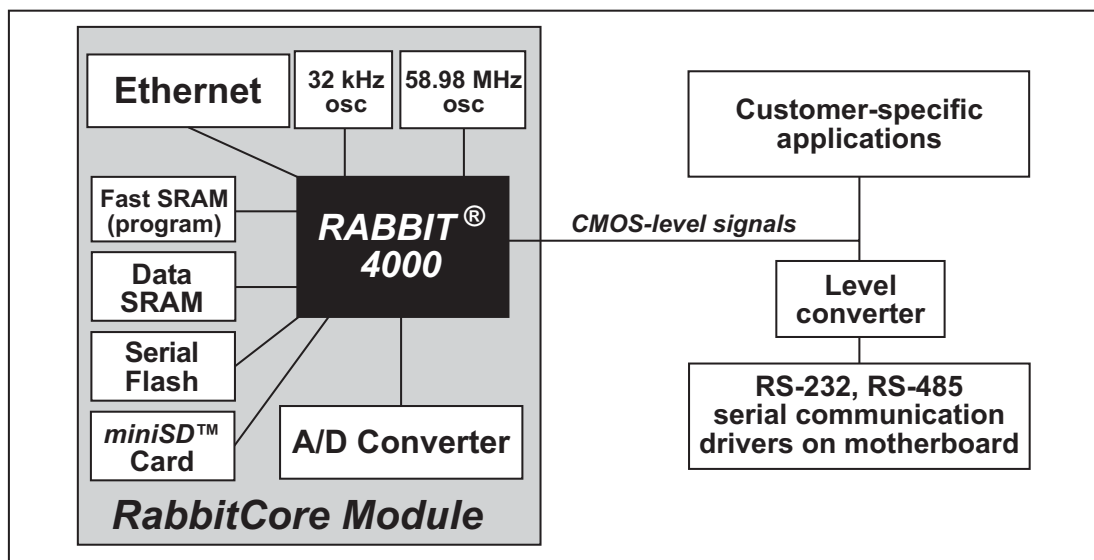 Ethernet
32 kHz
osc
58.98 MHz
osc
Fast SRAM
(program)
Data
SRAM
Serial
Flash
miniSD™
Card
RABBIT ®
4000
A/D Converter
RabbitCore Module
CMOS-level signals
Customer-specific
applications
Level
converter
RS-232, RS-485
serial communication
drivers on motherboard